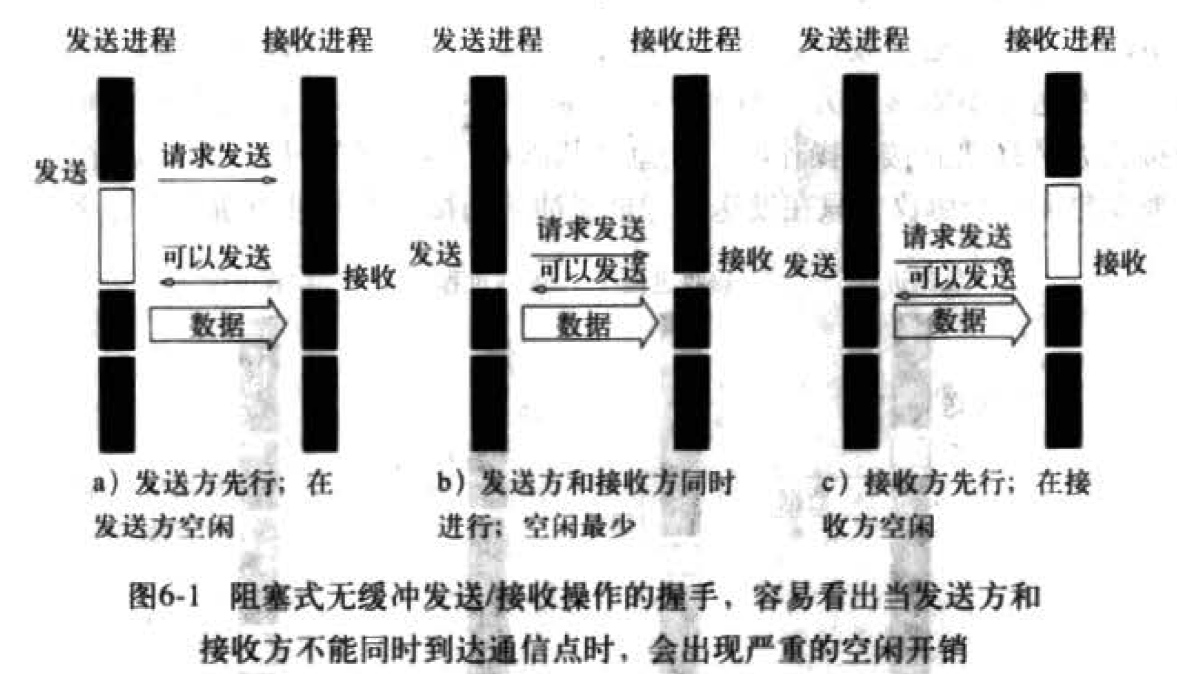 发送进程 接收进程 发送进程 接收进程 发送进程 接收进程
发送
请求发送
可以发送
接收
数据
发送
请求发送
可以发送
接收
数据
发送
请求发送
可以发送
接收
数据
a）发送方先行；在
发送方空闲
b）发送方和接收方同时
进行；空闲最少
c）接收方先行；在接
收方空闲
图6-1 阻塞式无缓冲发送/接收操作的握手，容易看出当发送方和
接收方不能同时到达通信点时，会出现严重的空闲开销